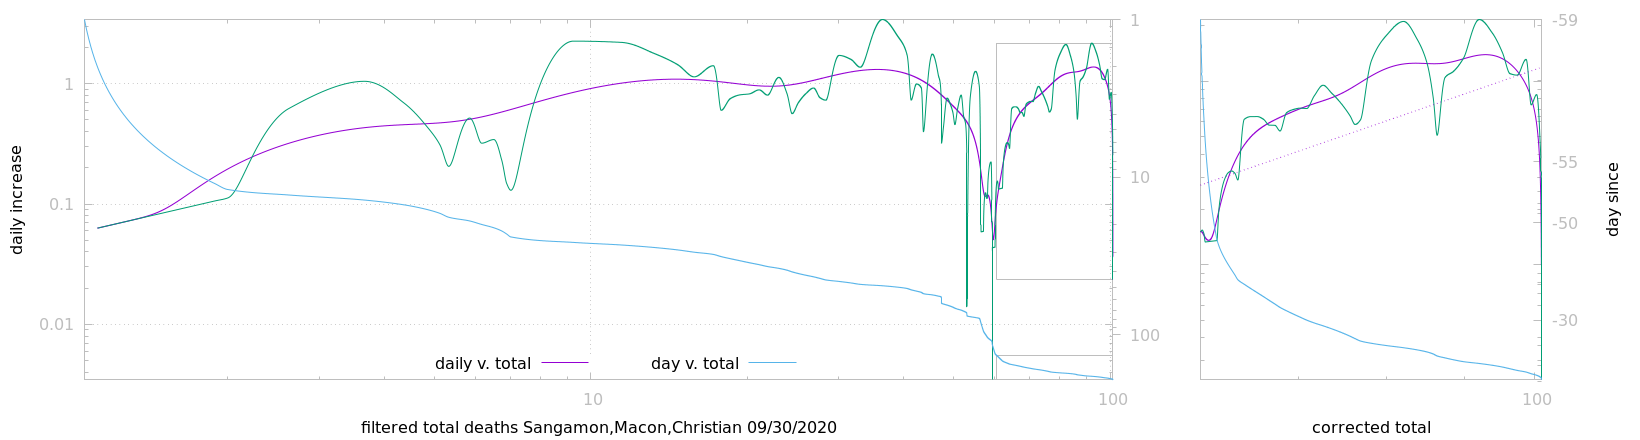 daily increase
1
0.1
0.01
daily v. total
day v. total
1
10
100
10
100
filtered total deaths Sangamon,Macon,Christian 09/30/2020
-59
-55
-50
-30
day since
100
corrected total